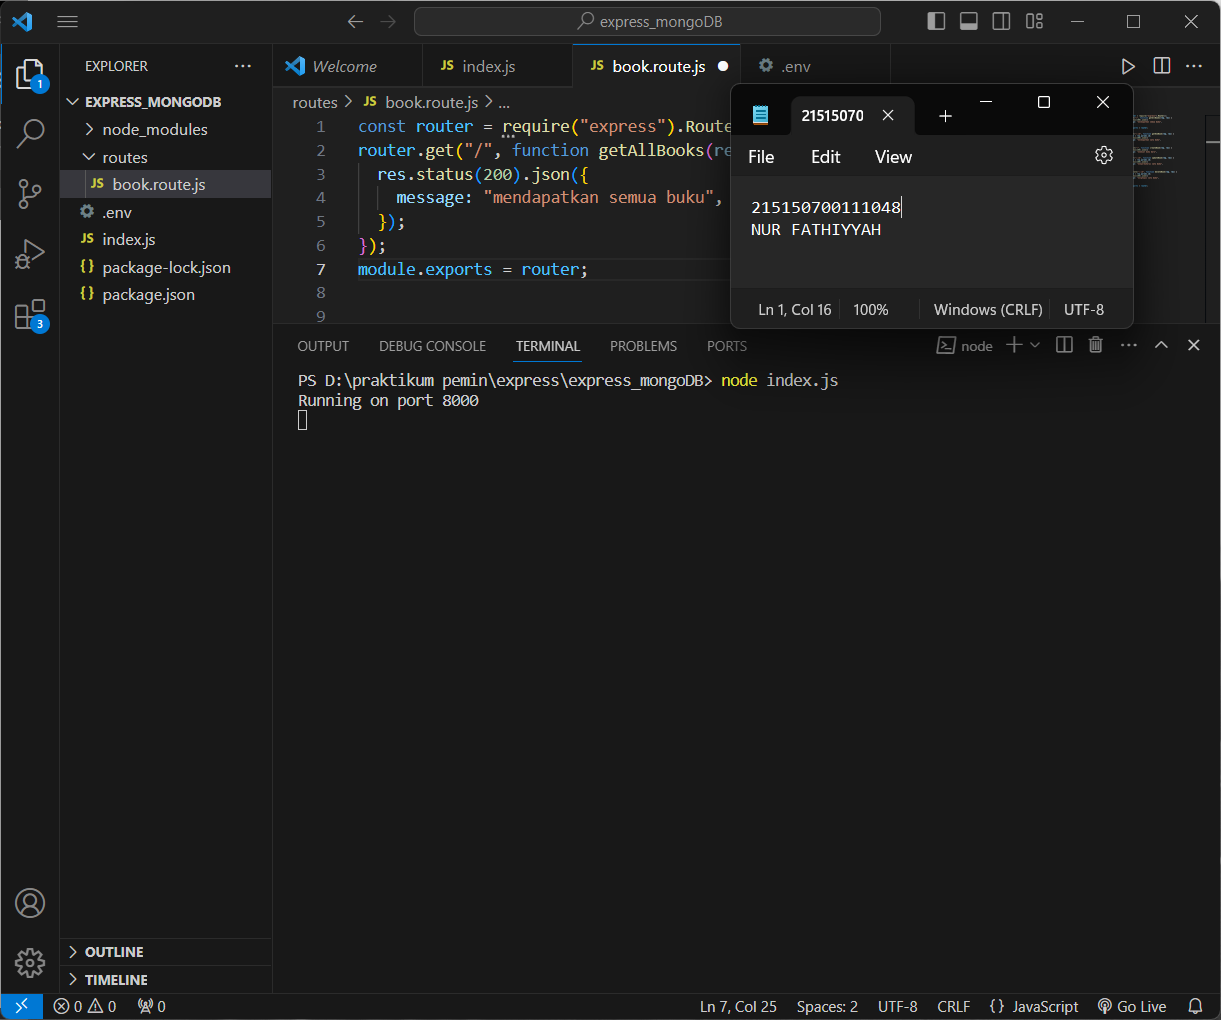 express_mongoDB
EXPLORER
Welcome
JS index.js
JS book.route.js
.env
1
EXPRESS_MONGODB
node_modules
routes
JS book.route.js
.env
JS index.js
{} package-lock.json
{} package.json
3
routes > JS book.route.js > ...
1 const router = require("express").Route
2 router.get("/", function getAllBooks(re
3 res.status(200).json({
4 message: "mendapatkan semua buku",
5 });
6 });
7 module.exports = router;
8
9
21515070
File Edit View
215150700111048
NUR FATHIYYAH
Ln 1, Col 16 100% Windows (CRLF) UTF-8
OUTPUT DEBUG CONSOLE TERMINAL PROBLEMS PORTS
node
PS D:\praktikum pemin\express\express_mongoDB> node index.js
Running on port 8000
OUTLINE
TIMELINE
0 0 0 Ln 7, Col 25 Spaces: 2 UTF-8 CRLF {} JavaScript Go Live